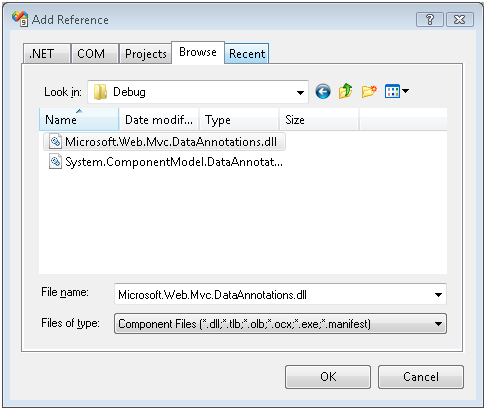 Add Reference
.NET COM Projects Browse Recent
Look in: Debug
Name Date modif... Type Size
Microsoft.Web.Mvc.DataAnnotations.dll
System.ComponentModel.DataAnnotat...
File name: Microsoft.Web.Mvc.DataAnnotations.dll
Files of type: Component Files (*.dll;*.tlb;*.olb;*.ocx;*.exe;*.manifest)
OK Cancel